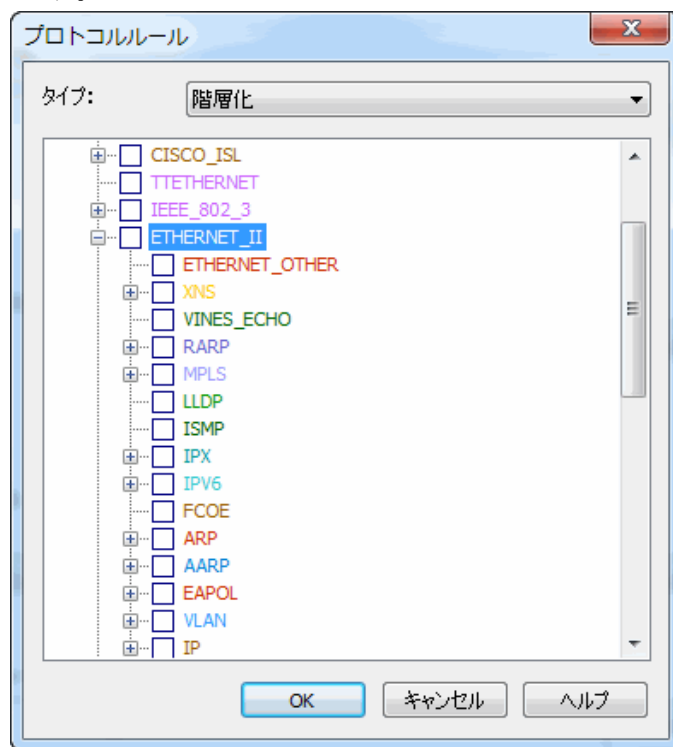 プロトコルルール
タイプ: 階層化
CISCO_ISL
TTETHERNET
IEEE_802_3
ETHERNET_II
ETHERNET_OTHER
XNS
VINES_ECHO
RARP
MPLS
LLDP
ISMP
IPX
IPV6
FCOE
ARP
AARP
EAPOL
VLAN
IP
OK キャンセル ヘルプ